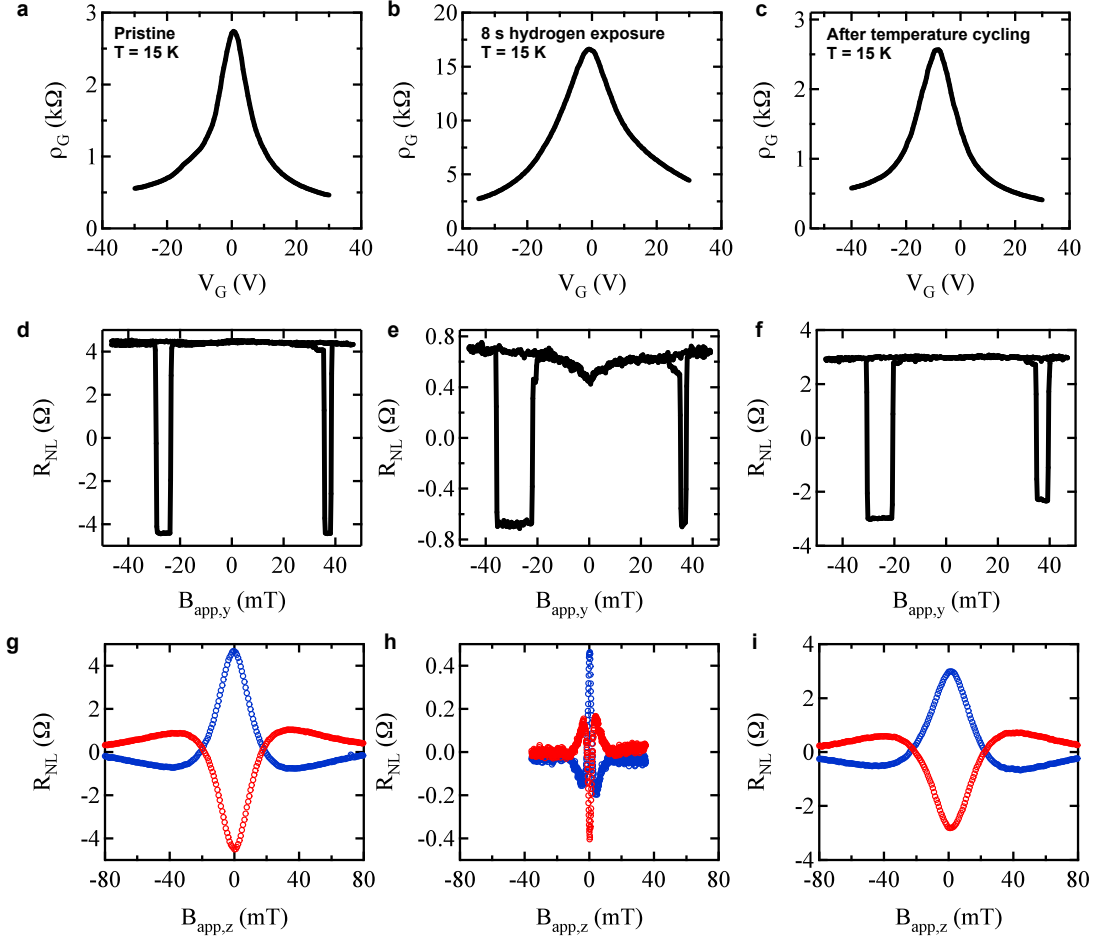 a
Pristine
T = 15 K
3
2
1
0
ρG (kΩ)
-40 -20 0 20 40
VG (V)
b
8 s hydrogen exposure
T = 15 K
20
15
10
5
0
ρG (kΩ)
-40 -20 0 20 40
VG (V)
c
After temperature cycling
T = 15 K
3
2
1
0
ρG (kΩ)
-40 -20 0 20 40
VG (V)
d
4
2
0
-2
-4
RNL (Ω)
-40 -20 0 20 40
Bapp,y (mT)
e
0.8
0.4
0.0
-0.4
-0.8
RNL (Ω)
-40 -20 0 20 40
Bapp,y (mT)
f
4
2
0
-2
-4
RNL (Ω)
-40 -20 0 20 40
Bapp,y (mT)
g
4
2
0
-2
-4
RNL (Ω)
-80 -40 0 40 80
Bapp,z (mT)
h
0.4
0.2
0.0
-0.2
0.4
RNL (Ω)
-80 -40 0 40 80
Bapp,z (mT)
i
4
2
0
-2
-4
RNL (Ω)
-80 -40 0 40 80
Bapp,z (mT)